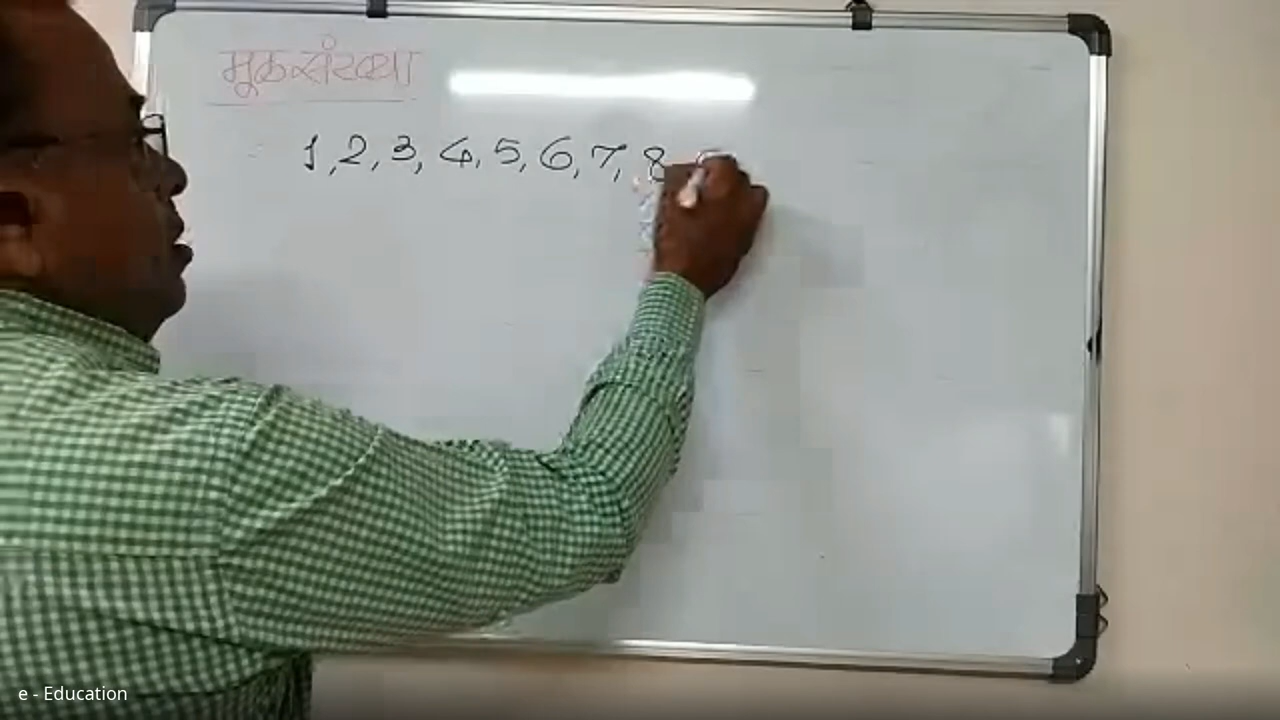 मूळसंख्या
1, 2, 3, 4, 5, 6, 7, 8
e - Education